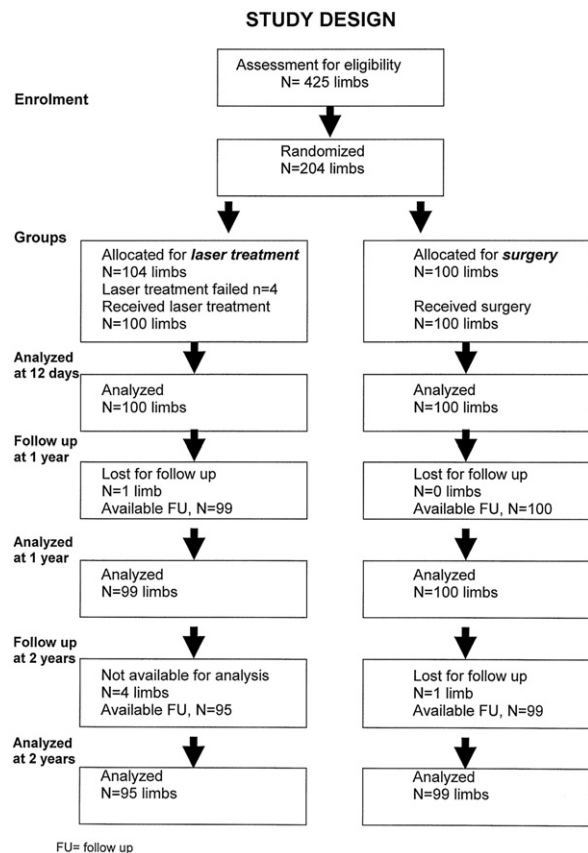 STUDY DESIGN
Assessment for eligibility
N= 425 limbs
Enrolment
Randomized
N=204 limbs
Groups
Allocated for laser treatment
N=104 limbs
Laser treatment failed n=4
Received laser treatment
N=100 limbs
Allocated for surgery
N=100 limbs
Received surgery
N=100 limbs
Analyzed
at 12 days
Analyzed
N=100 limbs
Analyzed
N=100 limbs
Follow up
at 1 year
Lost for follow up
N=1 limb
Available FU, N=99
Lost for follow up
N=0 limbs
Available FU, N=100
Analyzed
at 1 year
Analyzed
N=99 limbs
Analyzed
N=100 limbs
Follow up
at 2 years
Not available for analysis
N=4 limbs
Available FU, N=95
Lost for follow up
N=1 limb
Available FU, N=99
Analyzed
at 2 years
Analyzed
N=95 limbs
Analyzed
N=99 limbs
FU= follow up